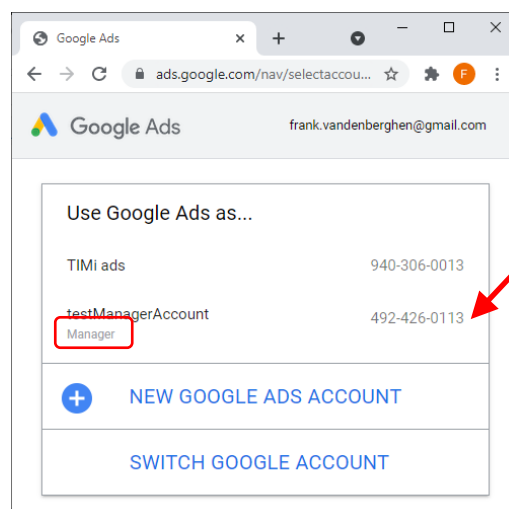 Google Ads
ads.google.com/nav/selectaccou...
F
Google Ads frank.vandenberghen@gmail.com
Use Google Ads as...
TIMi ads 940-306-0013
testManagerAccount 492-426-0113
Manager
NEW GOOGLE ADS ACCOUNT
SWITCH GOOGLE ACCOUNT